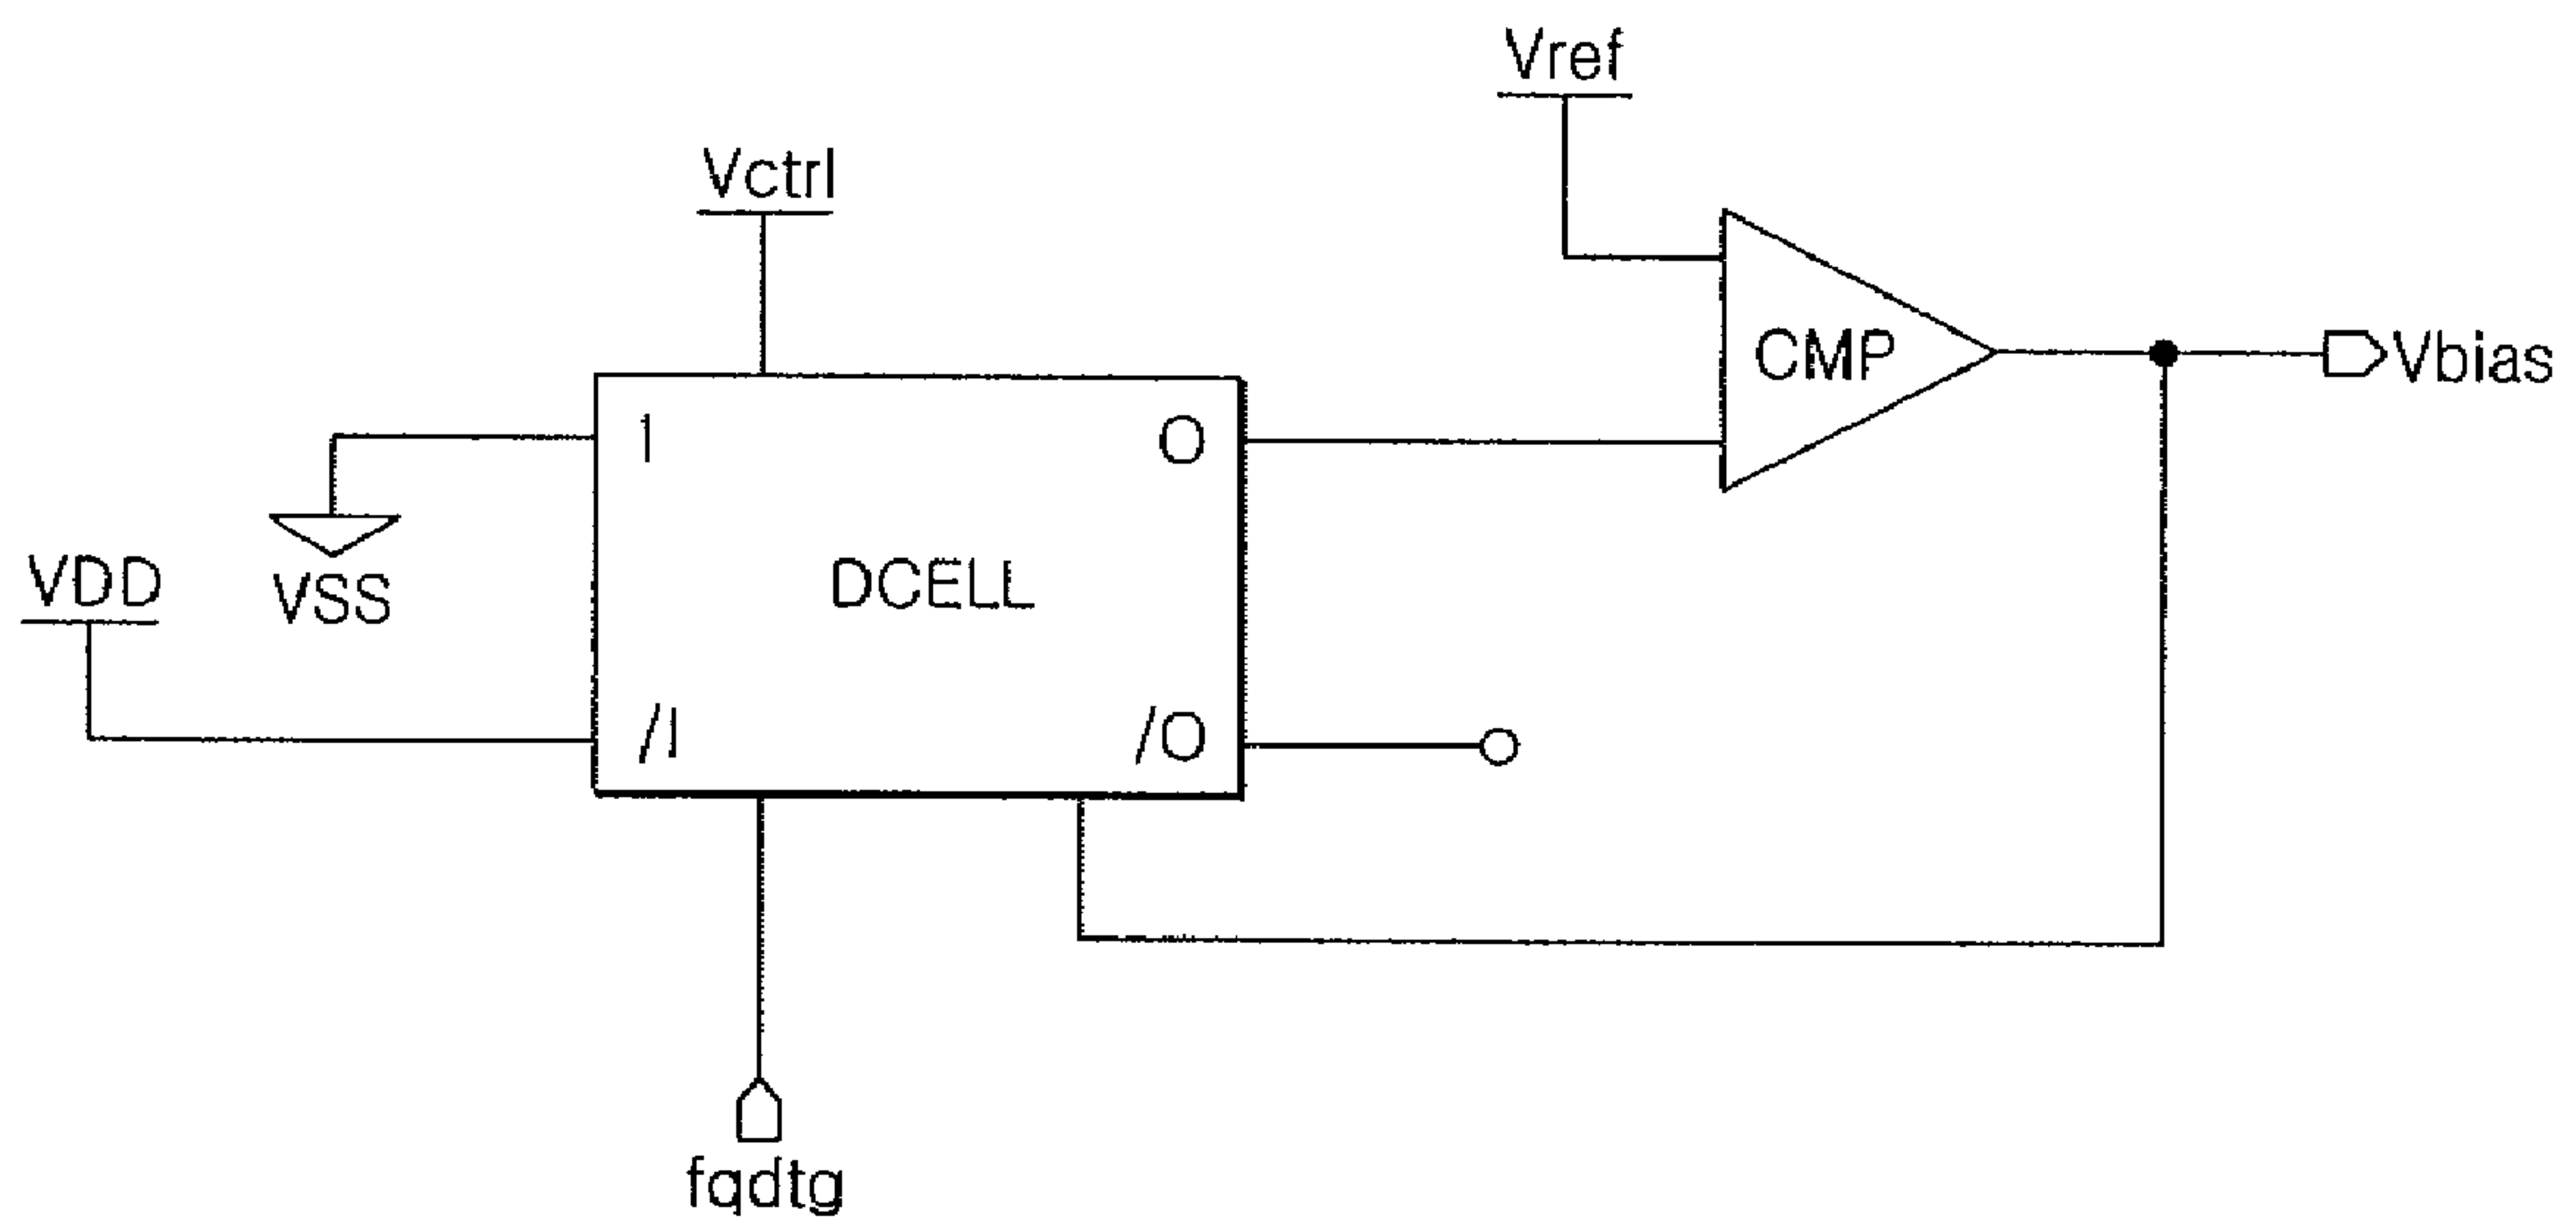 Vref
Vctrl
CMP
Vbias
I
O
DCELL
VDD
VSS
/I
/O
fqdtg